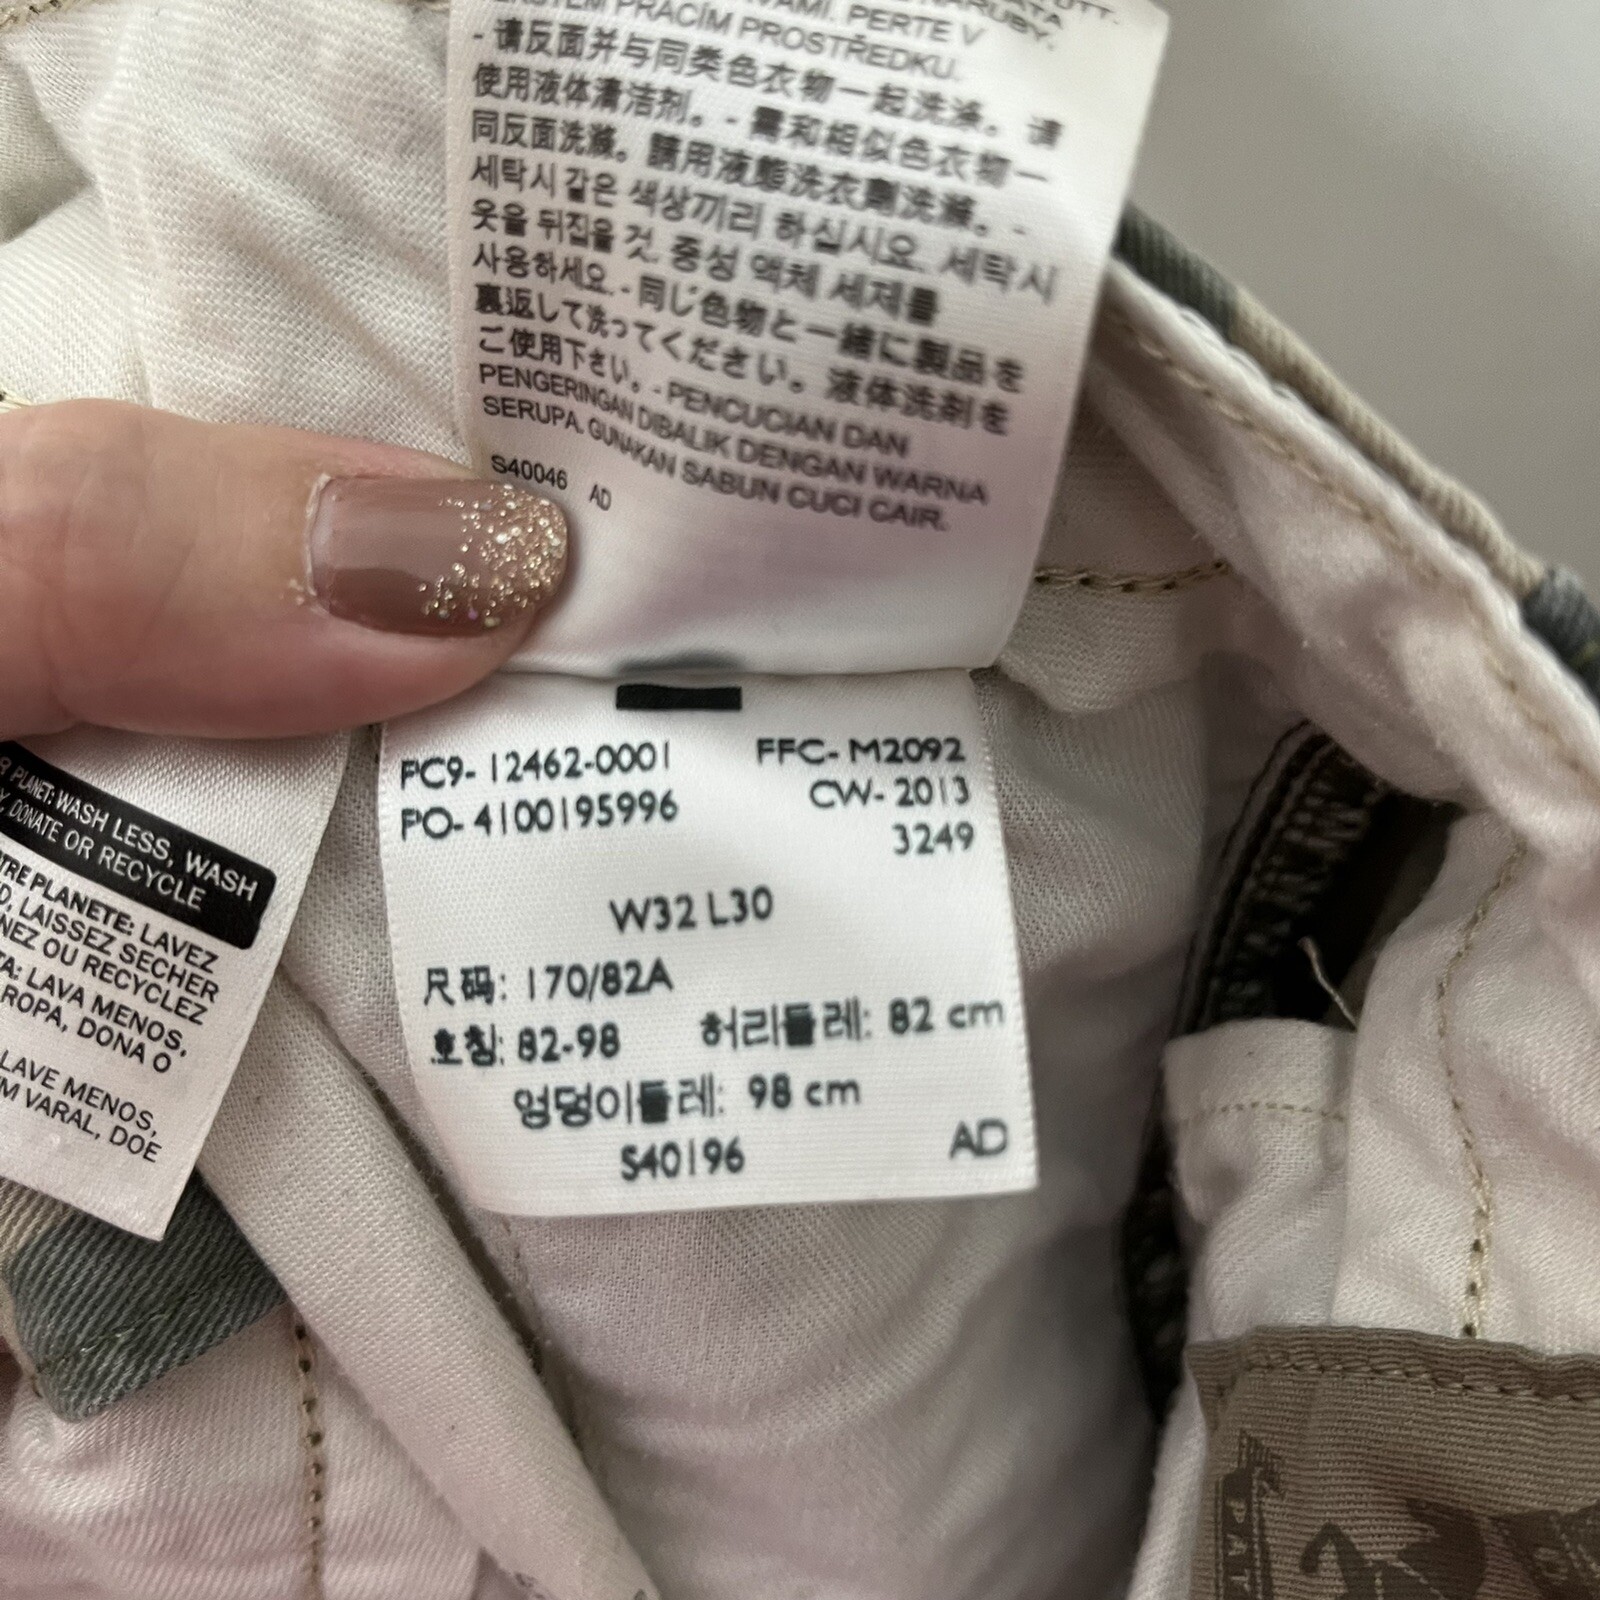 PERTE V
PRACÍM PROSTŘEDKU.
- 请反面并与同类色衣物一起洗涤。请
使用液体清洁剂。- 需和相似色衣物一
同反面洗滌。請用液態洗衣劑洗滌。-
세탁시 같은 색상끼리 하십시요. 세탁시
옷을 뒤집을 것. 중성 액체 세제를
사용하세요. - 同じ色物と一緒に製品を
裏返して洗ってください。液体洗剤を
ご使用下さい。- PENCUCIAN DAN
PENGERINGAN DIBALIK DENGAN WARNA
SERUPA. GUNAKAN SABUN CUCI CAIR.
S40046 AD
PLANET: WASH LESS, WASH
DONATE OR RECYCLE
PLANETE: LAVEZ
LAISSEZ SECHER
OU RECYCLEZ
LAVA MENOS,
ROPA, DONA O
LAVE MENOS,
VARAL, DOE
PC9- 12462-0001 FFC- M2092
PO- 4100195996 CW- 2013
3249
W32 L30
尺码: 170/82A
호칭: 82-98 허리둘레: 82 cm
엉덩이둘레: 98 cm
S40196 AD